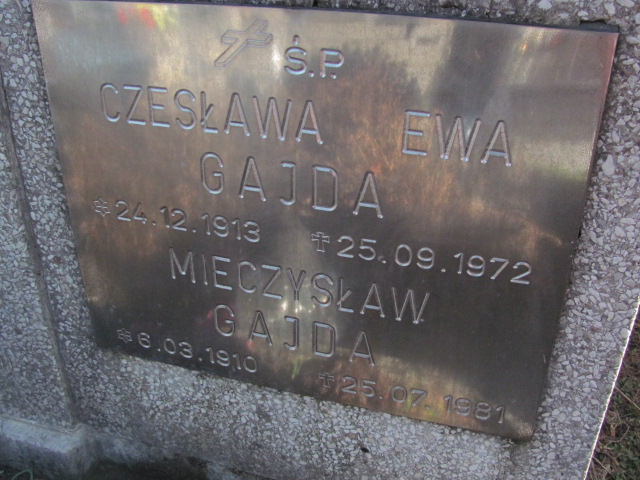 Ś.P.
CZESŁAWA EWA
GAJDA
*24.12.1913 ✝25.09.1972
MIECZYSŁAW
GAJDA
*6.03.1910 ✝25.07.1981